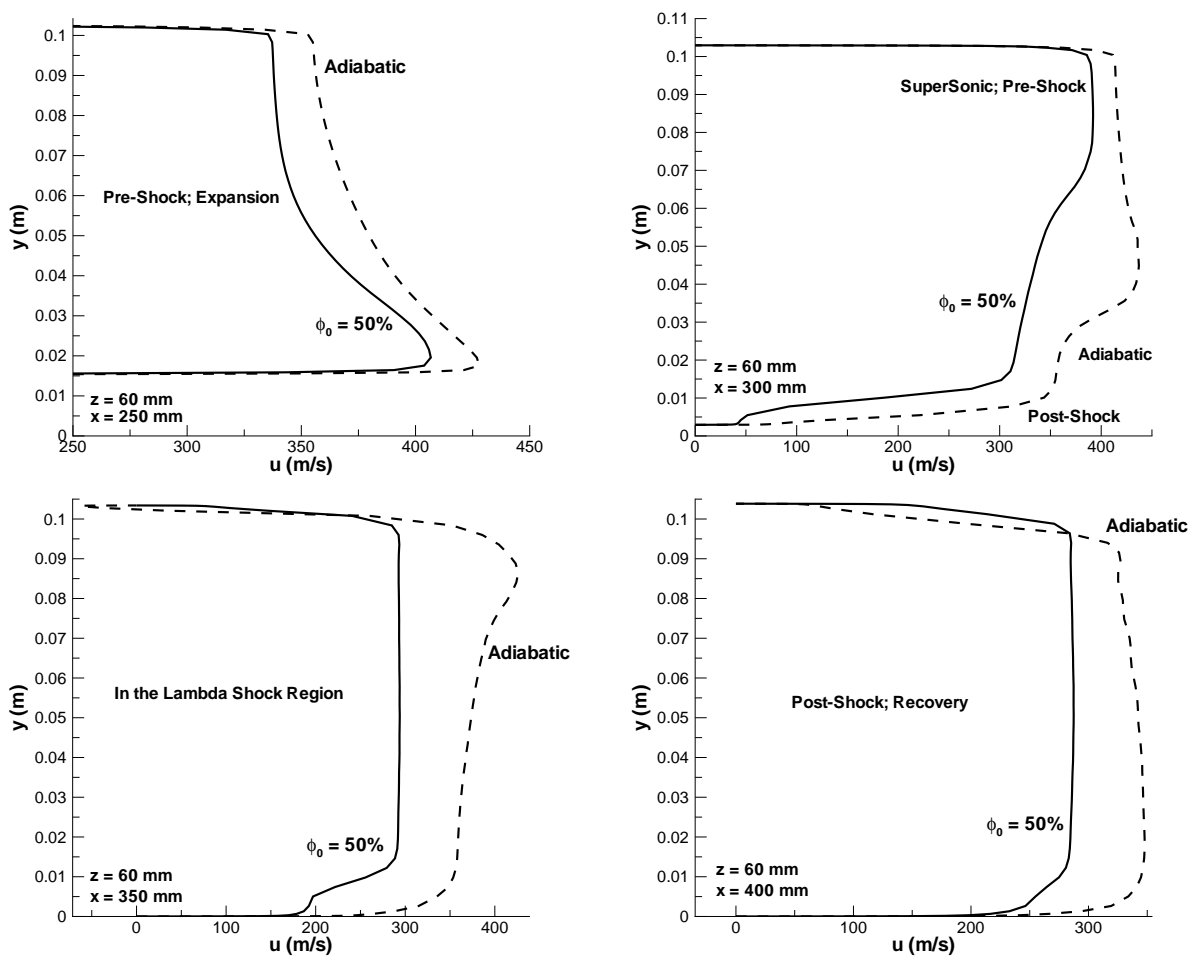 0.1
0.09
0.08
0.07
0.06
0.05
0.04
0.03
0.02
0.01
0
y (m)
Adiabatic
Pre-Shock; Expansion
ϕ₀ = 50%
z = 60 mm
x = 250 mm
250 300 350 400 450
u (m/s)
0.11
0.1
0.09
0.08
0.07
0.06
0.05
0.04
0.03
0.02
0.01
0
y (m)
SuperSonic; Pre-Shock
ϕ₀ = 50%
Adiabatic
z = 60 mm
x = 300 mm
Post-Shock
0 100 200 300 400
u (m/s)
0.1
0.09
0.08
0.07
0.06
0.05
0.04
0.03
0.02
0.01
0
y (m)
Adiabatic
In the Lambda Shock Region
ϕ₀ = 50%
z = 60 mm
x = 350 mm
0 100 200 300 400
u (m/s)
0.1
0.09
0.08
0.07
0.06
0.05
0.04
0.03
0.02
0.01
0
y (m)
Adiabatic
Post-Shock; Recovery
ϕ₀ = 50%
z = 60 mm
x = 400 mm
0 100 200 300
u (m/s)